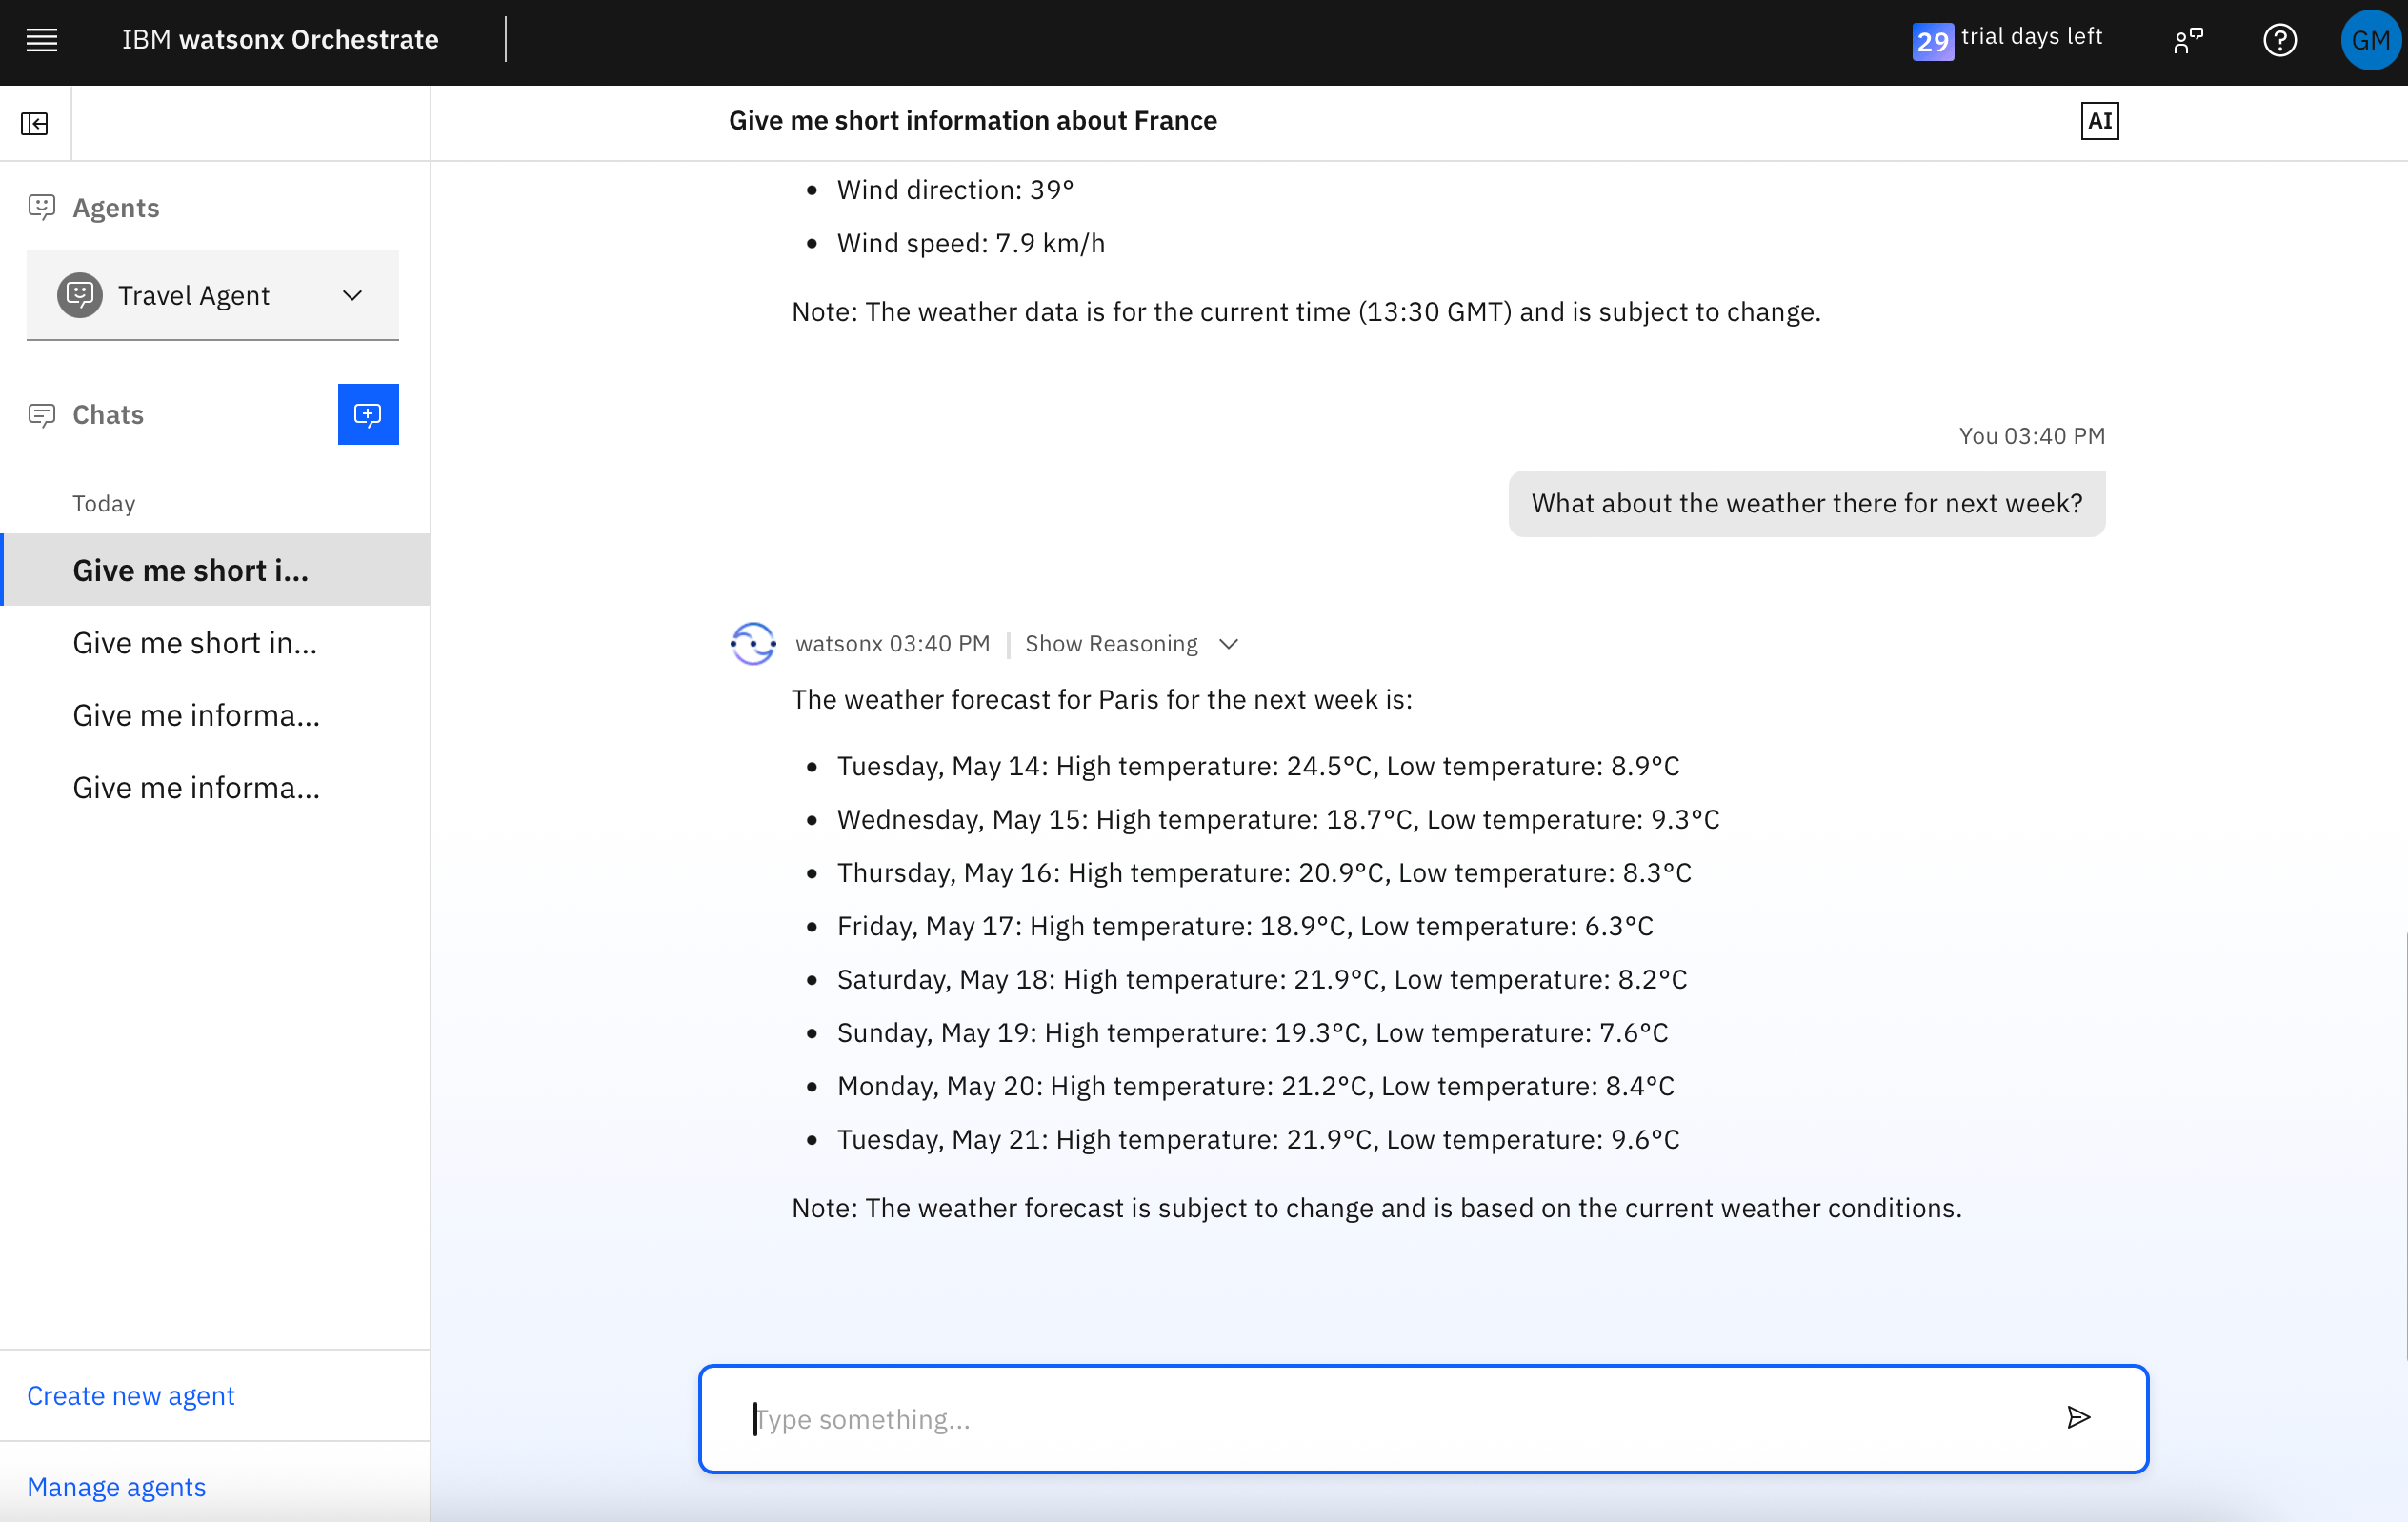 IBM watsonx Orchestrate
29 trial days left
GM
Agents
Travel Agent
Chats
Today
Give me short i...
Give me short in...
Give me informa...
Give me informa...
Create new agent
Manage agents
Give me short information about France
AI
Wind direction: 39°
Wind speed: 7.9 km/h
Note: The weather data is for the current time (13:30 GMT) and is subject to change.
You 03:40 PM
What about the weather there for next week?
watsonx 03:40 PM | Show Reasoning
The weather forecast for Paris for the next week is:
Tuesday, May 14: High temperature: 24.5°C, Low temperature: 8.9°C
Wednesday, May 15: High temperature: 18.7°C, Low temperature: 9.3°C
Thursday, May 16: High temperature: 20.9°C, Low temperature: 8.3°C
Friday, May 17: High temperature: 18.9°C, Low temperature: 6.3°C
Saturday, May 18: High temperature: 21.9°C, Low temperature: 8.2°C
Sunday, May 19: High temperature: 19.3°C, Low temperature: 7.6°C
Monday, May 20: High temperature: 21.2°C, Low temperature: 8.4°C
Tuesday, May 21: High temperature: 21.9°C, Low temperature: 9.6°C
Note: The weather forecast is subject to change and is based on the current weather conditions.
Type something...